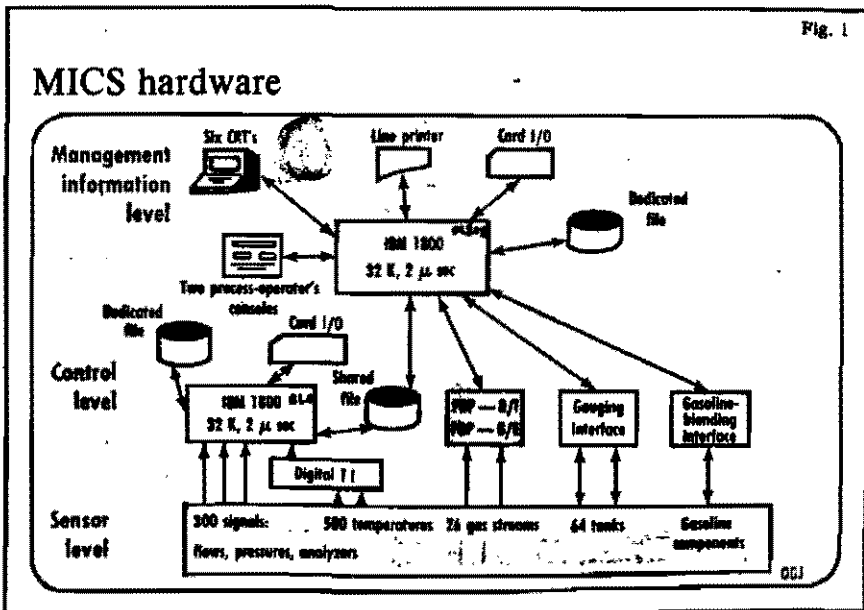 Fig. 1
MICS hardware
Six CRT's
Line printer
Card I/O
Management
information
level
Dedicated
file
IBM 1800
32 K, 2 μ sec
Two process-operator's
consoles
Dedicated
file
Card I/O
Control
level
IBM 1800
32 K, 2 μ sec
Shared
file
PDP — 8/I
PDP —
Gauging
interface
Gasoline-
blending
interface
Digital T I
Sensor
level
300 signals:
flows, pressures, analyzers
500 temperatures
26 gas streams
64 tanks
Gasoline
components
OGJ